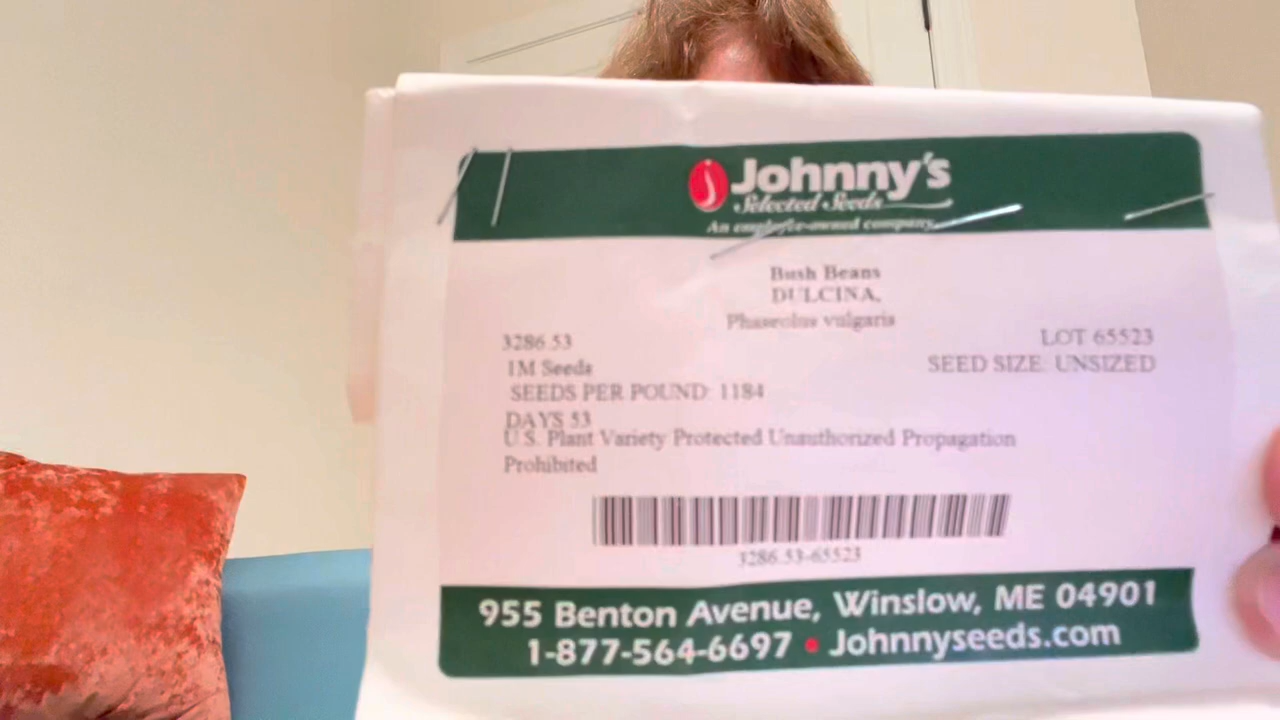 Johnny's
Selected Seeds
An employee-owned company
Bush Beans
DULCINA,
Phaseolus vulgaris
3286.53 LOT 65523
1M Seeds SEED SIZE: UNSIZED
SEEDS PER POUND: 1184
DAYS 53
U.S. Plant Variety Protected Unauthorized Propagation
Prohibited
3286.53-65523
955 Benton Avenue, Winslow, ME 04901
1-877-564-6697 • Johnnyseeds.com